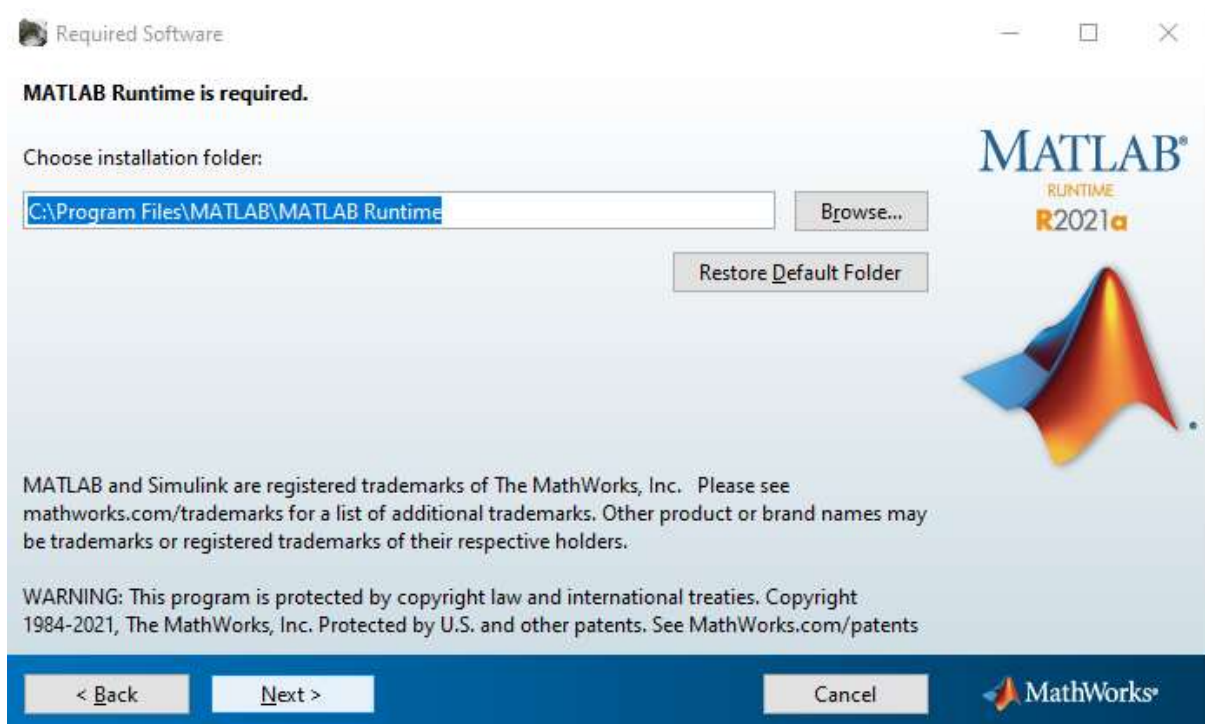 Required Software
MATLAB Runtime is required.
Choose installation folder:
C:\Program Files\MATLAB\MATLAB Runtime
Browse...
Restore Default Folder
MATLAB®
RUNTIME
R2021a
MATLAB and Simulink are registered trademarks of The MathWorks, Inc.   Please see
mathworks.com/trademarks for a list of additional trademarks. Other product or brand names may
be trademarks or registered trademarks of their respective holders.
WARNING: This program is protected by copyright law and international treaties. Copyright
1984-2021, The MathWorks, Inc. Protected by U.S. and other patents. See MathWorks.com/patents
< Back
Next >
Cancel
MathWorks®